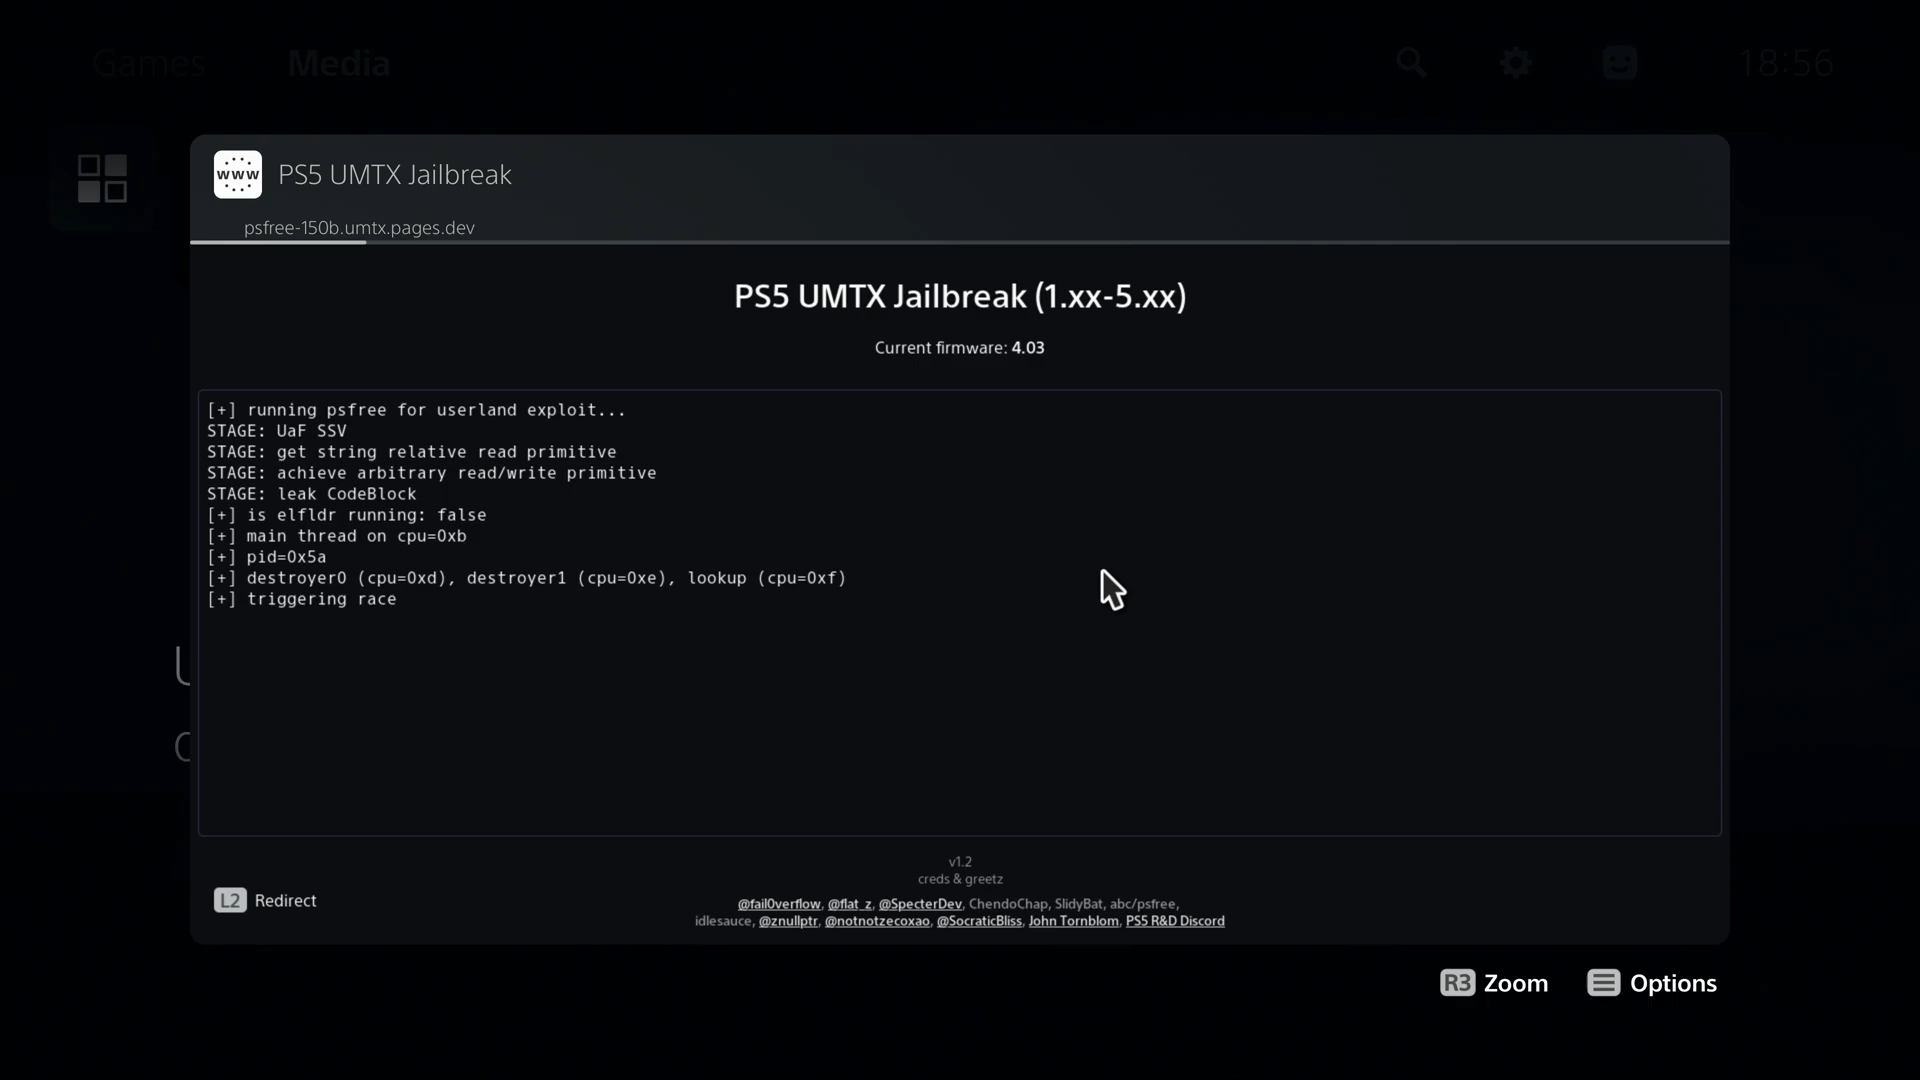 Games Media 18:56
www PS5 UMTX Jailbreak
psfree-150b.umtx.pages.dev
PS5 UMTX Jailbreak (1.xx-5.xx)
Current firmware: 4.03
[+] running psfree for userland exploit...
STAGE: UaF SSV
STAGE: get string relative read primitive
STAGE: achieve arbitrary read/write primitive
STAGE: leak CodeBlock
[+] is elfldr running: false
[+] main thread on cpu=0xb
[+] pid=0x5a
[+] destroyer0 (cpu=0xd), destroyer1 (cpu=0xe), lookup (cpu=0xf)
[+] triggering race
v1.2
creds & greetz
L2 Redirect
@fail0verflow, @flat_z, @SpecterDev, ChendoChap, SlidyBat, abc/psfree,
idlesauce, @znullptr, @notnotzecoxao, @SocraticBliss, John Tornblom, PS5 R&D Discord
R3 Zoom Options